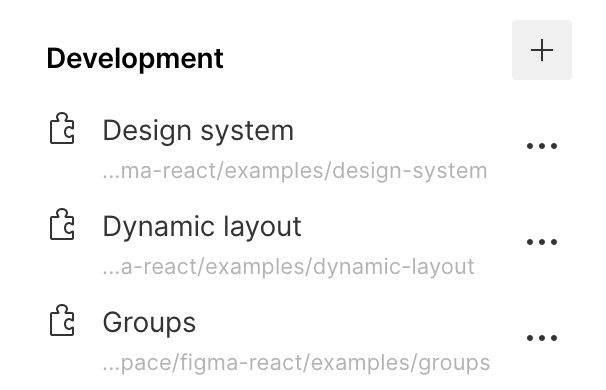 Development
Design system
...ma-react/examples/design-system
Dynamic layout
...a-react/examples/dynamic-layout
Groups
...pace/figma-react/examples/groups